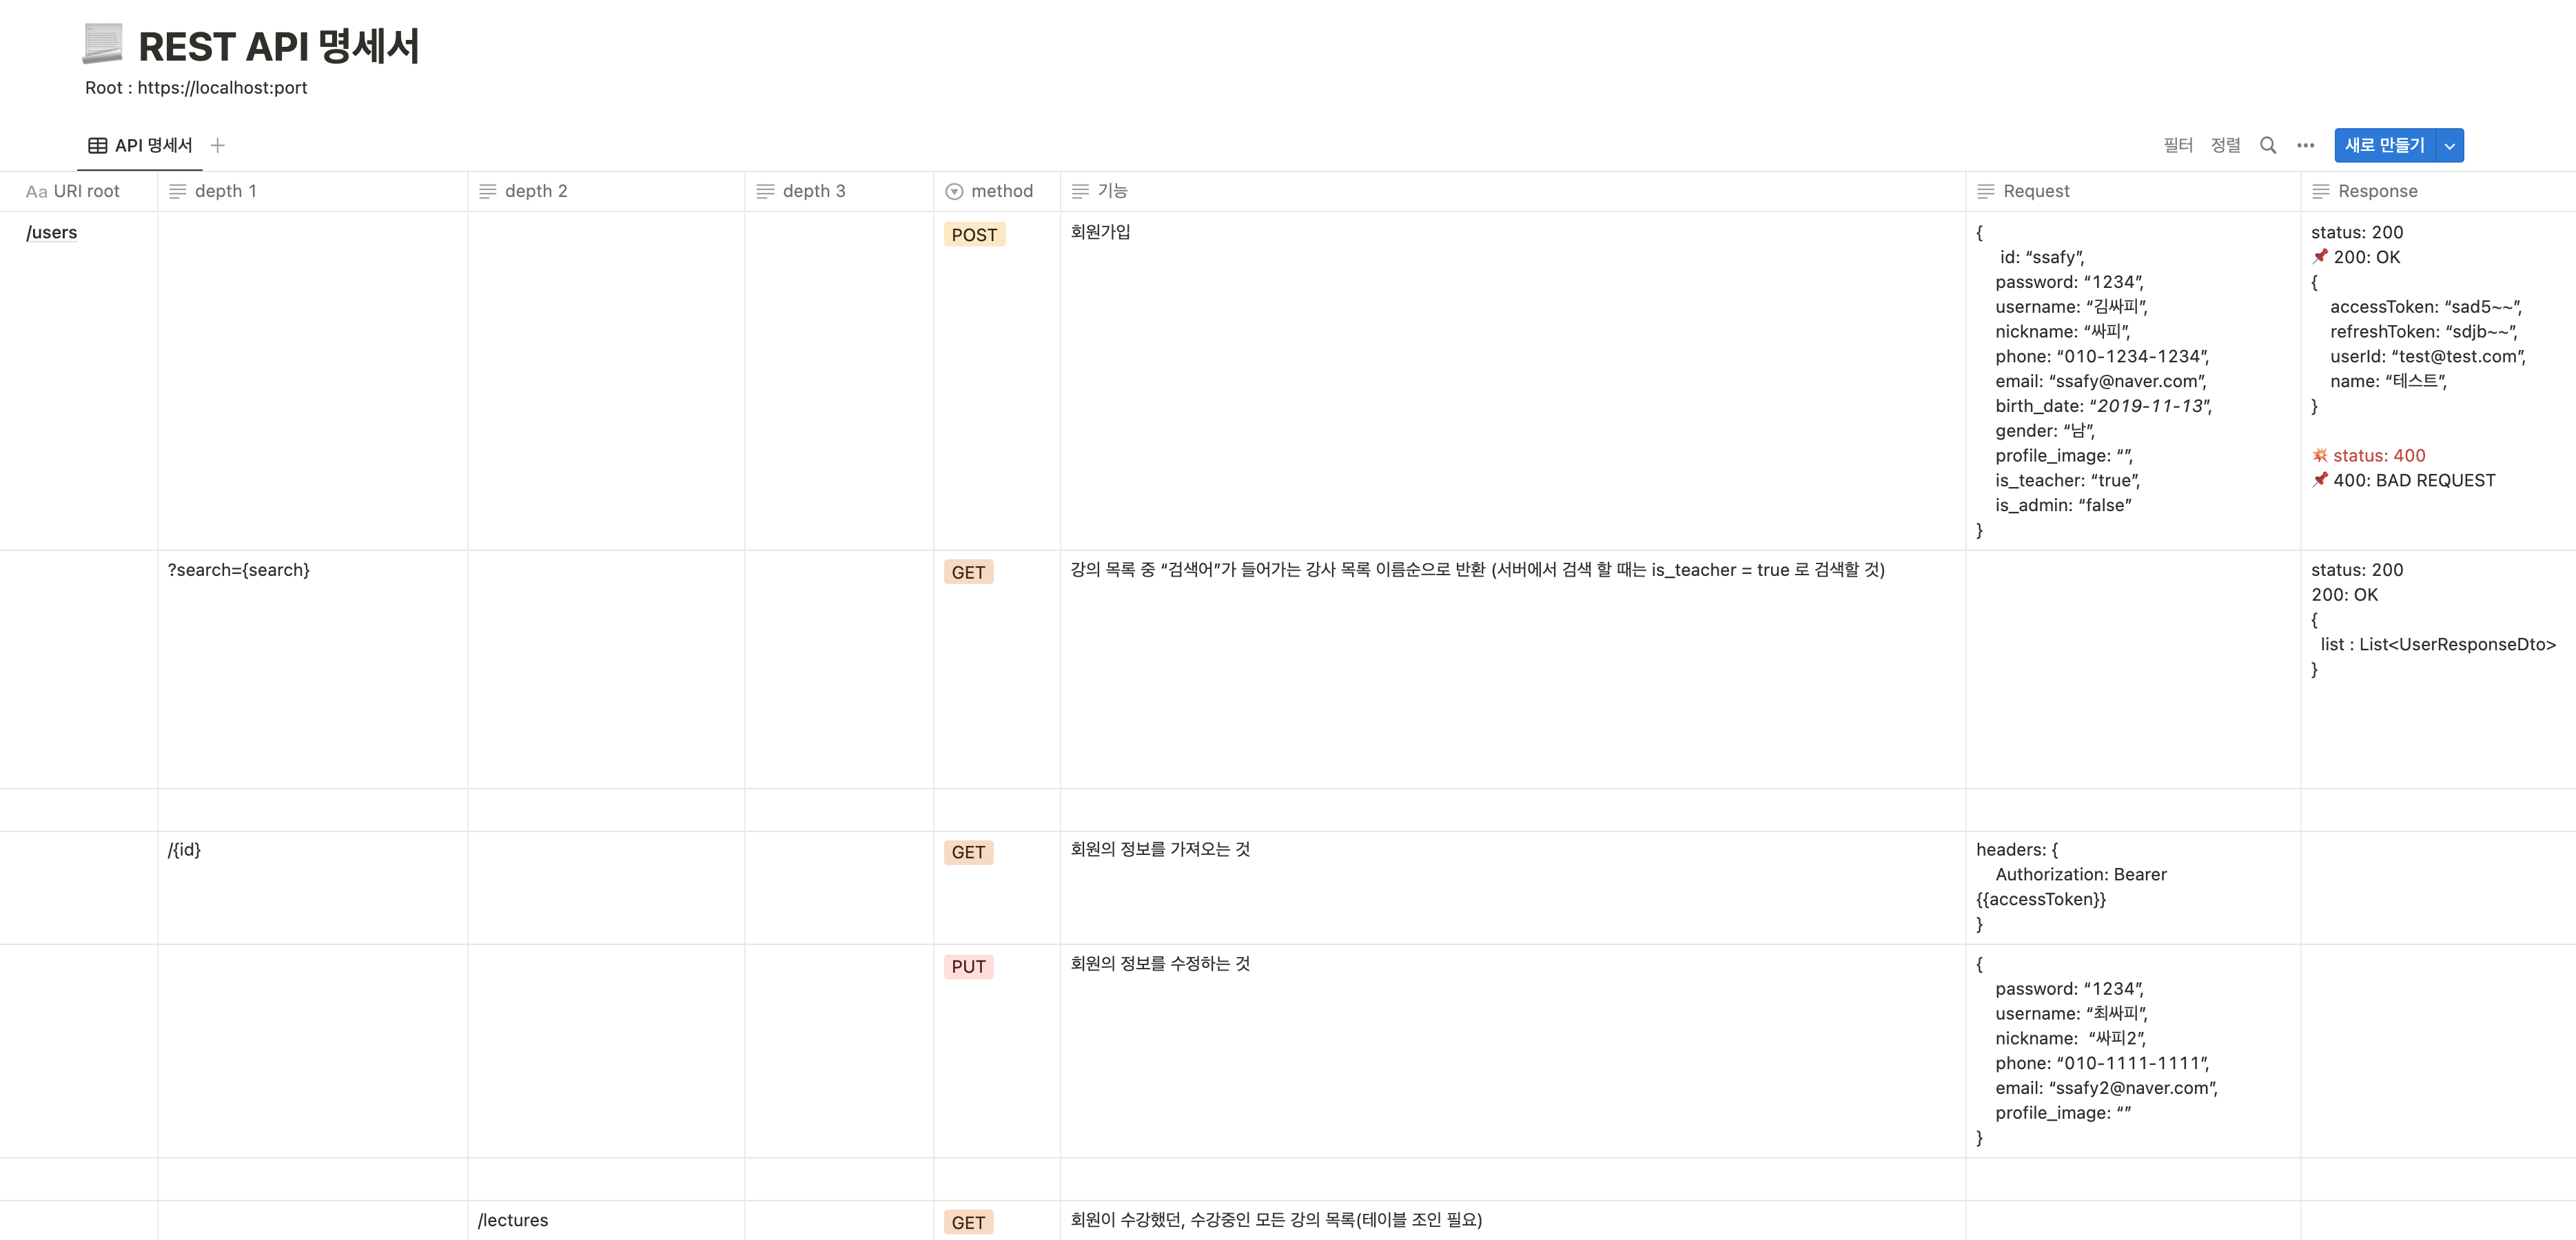 REST API 명세서
Root : https://localhost:port
API 명세서
필터 정렬 새로 만들기
Aa URI root depth 1 depth 2 depth 3 method 기능 Request Response
/users
POST
회원가입
{
id: “ssafy”,
password: “1234”,
username: “김싸피”,
nickname: “싸피”,
phone: “010-1234-1234”,
email: “ssafy@naver.com”,
birth_date: “2019-11-13”,
gender: “남”,
profile_image: “”,
is_teacher: “true”,
is_admin: “false”
}
status: 200
200: OK
{
accessToken: “sad5~~”,
refreshToken: “sdjb~~”,
userId: “test@test.com”,
name: “테스트”,
}
status: 400
400: BAD REQUEST
?search={search}
GET
강의 목록 중 “검색어”가 들어가는 강사 목록 이름순으로 반환 (서버에서 검색 할 때는 is_teacher = true 로 검색할 것)
status: 200
200: OK
{
list : List<UserResponseDto>
}
/{id}
GET
회원의 정보를 가져오는 것
headers: {
Authorization: Bearer
{{accessToken}}
}
PUT
회원의 정보를 수정하는 것
{
password: “1234”,
username: “최싸피”,
nickname: “싸피2”,
phone: “010-1111-1111”,
email: “ssafy2@naver.com”,
profile_image: “”
}
/lectures
GET
회원이 수강했던, 수강중인 모든 강의 목록(테이블 조인 필요)